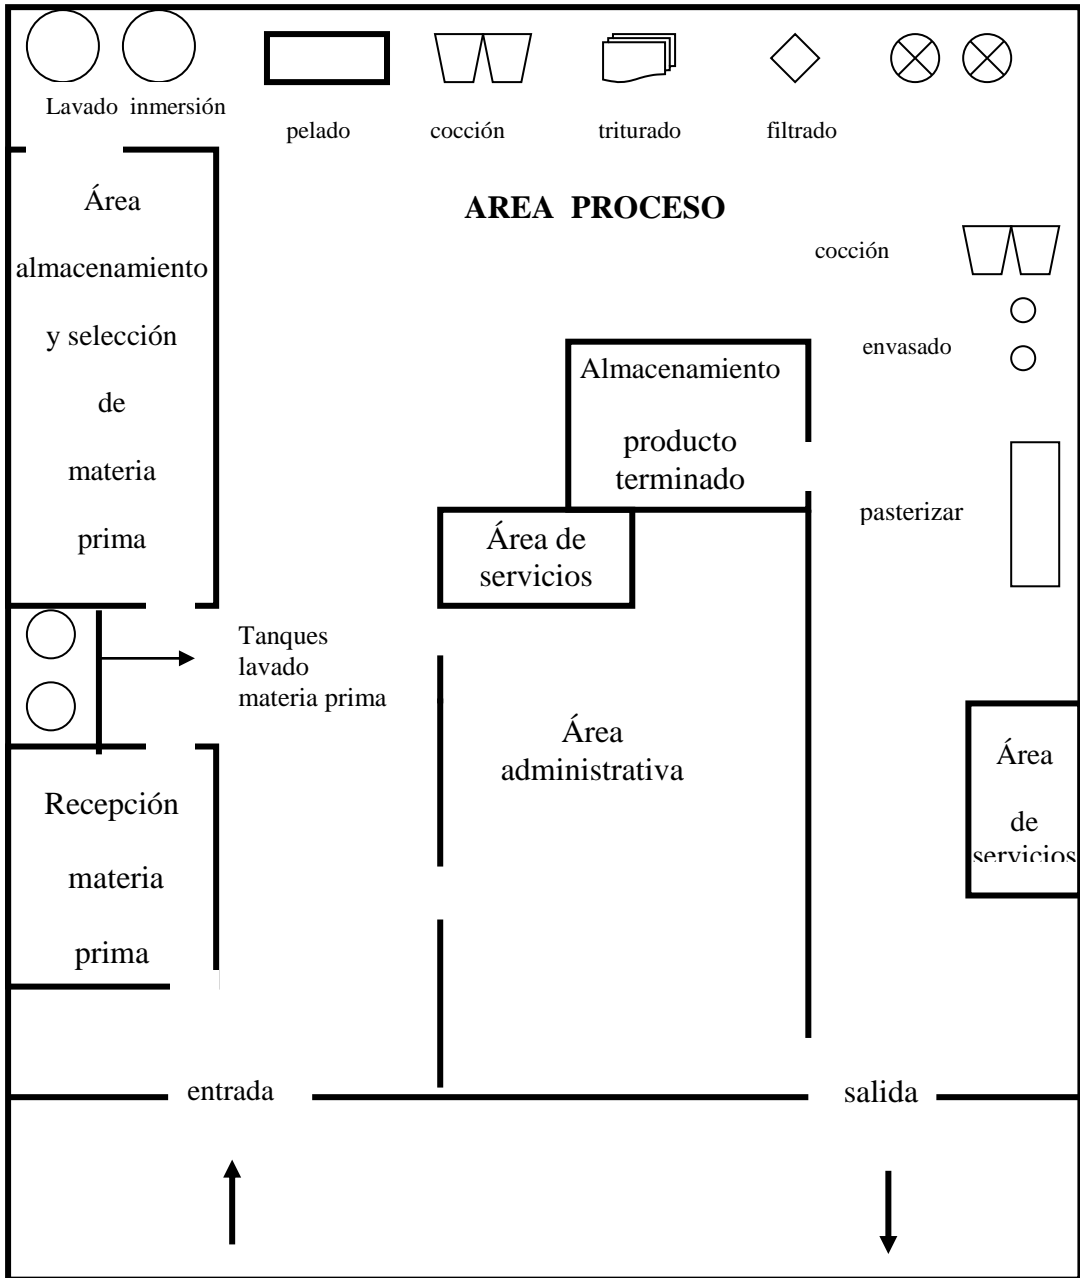 Lavado inmersión
pelado
cocción
triturado
filtrado
Área
almacenamiento
y selección
de
materia
prima
AREA PROCESO
cocción
envasado
Almacenamiento
producto
terminado
pasterizar
Área de
servicios
Tanques
lavado
materia prima
Área
administrativa
Área
de
servicios
Recepción
materia
prima
entrada
salida